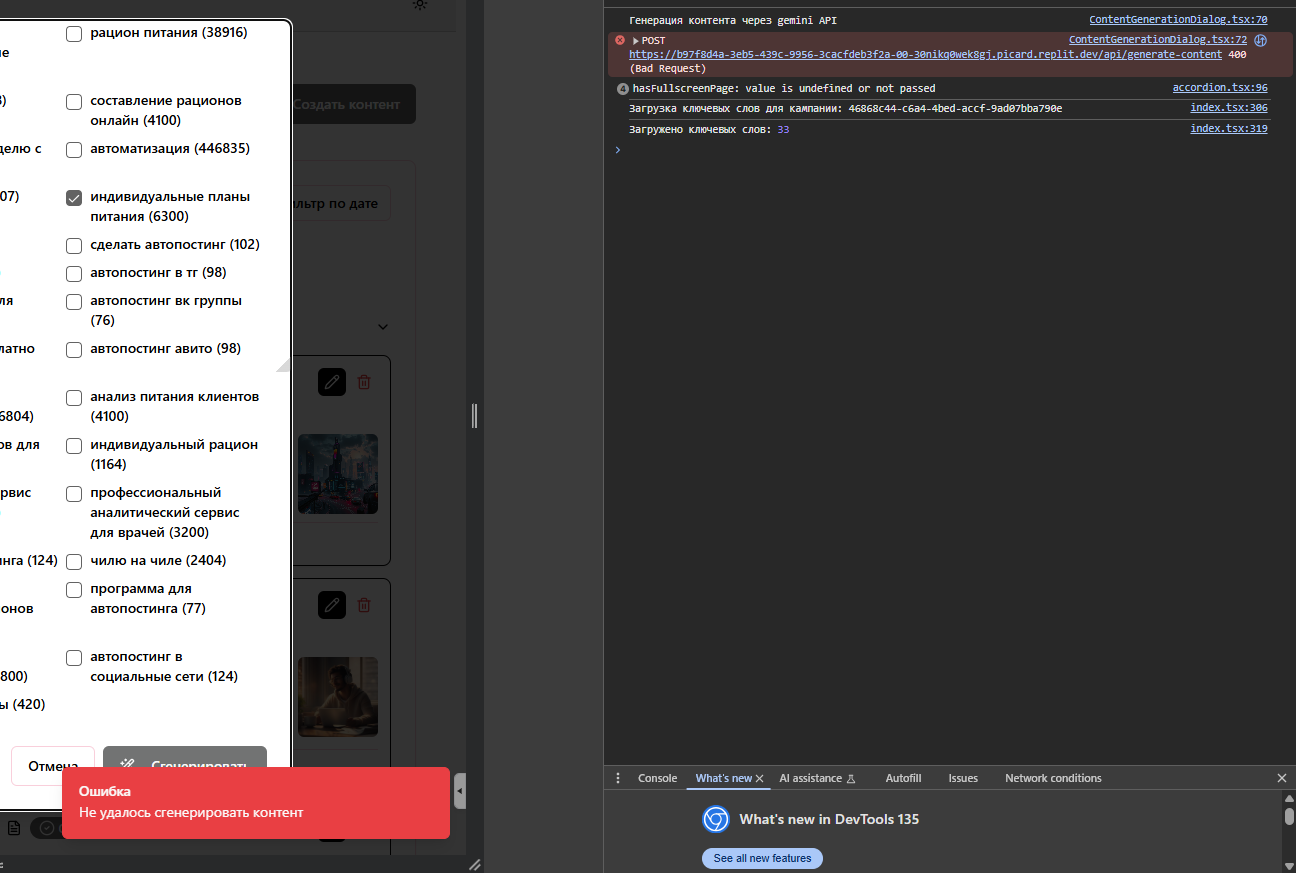 рацион питания (38916)
составление рационов
онлайн (4100)
делю с
автоматизация (446835)
07)
индивидуальные планы
питания (6300)
сделать автопостинг (102)
автопостинг в тг (98)
ля
автопостинг вк группы
(76)
латно
автопостинг авито (98)
анализ питания клиентов
6804)
(4100)
ов для
индивидуальный рацион
(1164)
рвис
профессиональный
аналитический сервис
для врачей (3200)
нга (124)
чилю на чиле (2404)
программа для
онов
автопостинга (77)
автопостинг в
800)
социальные сети (124)
ы (420)
Отмена
Сгенерировать
Ошибка
Не удалось сгенерировать контент
Создать контент
льтр по дате
Генерация контента через gemini API
ContentGenerationDialog.tsx:70
POST
ContentGenerationDialog.tsx:72
https://b97f8d4a-3eb5-439c-9956-3cacfdeb3f2a-00-30nikq0wek8gj.picard.replit.dev/api/generate-content 400
(Bad Request)
4 hasFullscreenPage: value is undefined or not passed
accordion.tsx:96
Загрузка ключевых слов для кампании: 46868c44-c6a4-4bed-accf-9ad07bba790e
index.tsx:306
Загружено ключевых слов: 33
index.tsx:319
Console
What's new
AI assistance
Autofill
Issues
Network conditions
What's new in DevTools 135
See all new features